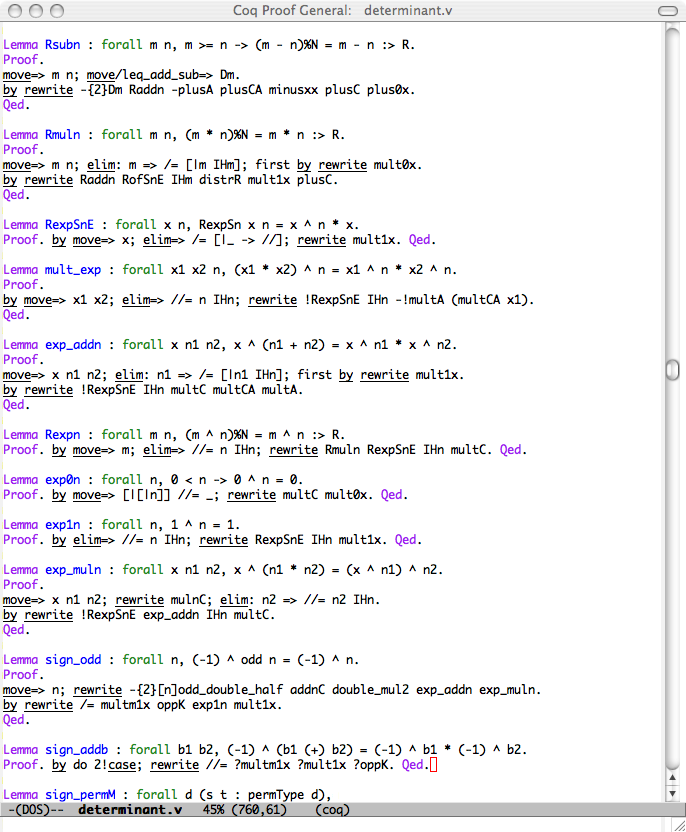 Coq Proof General:   determinant.v
Lemma Rsubn : forall m n, m >= n -> (m - n)%N = m - n :> R.
Proof.
move=> m n; move/leq_add_sub=> Dm.
by rewrite -{2}Dm Raddn -plusA plusCA minusxx plusC plus0x.
Qed.
Lemma Rmuln : forall m n, (m * n)%N = m * n :> R.
Proof.
move=> m n; elim: m => /= [|m IHm]; first by rewrite mult0x.
by rewrite Raddn RofSnE IHm distrR mult1x plusC.
Qed.
Lemma RexpSnE : forall x n, RexpSn x n = x ^ n * x.
Proof. by move=> x; elim=> /= [|_ -> //]; rewrite mult1x. Qed.
Lemma mult_exp : forall x1 x2 n, (x1 * x2) ^ n = x1 ^ n * x2 ^ n.
Proof.
by move=> x1 x2; elim=> //= n IHn; rewrite !RexpSnE IHn -!multA (multCA x1).
Qed.
Lemma exp_addn : forall x n1 n2, x ^ (n1 + n2) = x ^ n1 * x ^ n2.
Proof.
move=> x n1 n2; elim: n1 => /= [|n1 IHn]; first by rewrite mult1x.
by rewrite !RexpSnE IHn multC multCA multA.
Qed.
Lemma Rexpn : forall m n, (m ^ n)%N = m ^ n :> R.
Proof. by move=> m; elim=> //= n IHn; rewrite Rmuln RexpSnE IHn multC. Qed.
Lemma exp0n : forall n, 0 < n -> 0 ^ n = 0.
Proof. by move=> [|[|n]] //= _; rewrite multC mult0x. Qed.
Lemma exp1n : forall n, 1 ^ n = 1.
Proof. by elim=> //= n IHn; rewrite RexpSnE IHn mult1x. Qed.
Lemma exp_muln : forall x n1 n2, x ^ (n1 * n2) = (x ^ n1) ^ n2.
Proof.
move=> x n1 n2; rewrite mulnC; elim: n2 => //= n2 IHn.
by rewrite !RexpSnE exp_addn IHn multC.
Qed.
Lemma sign_odd : forall n, (-1) ^ odd n = (-1) ^ n.
Proof.
move=> n; rewrite -{2}[n]odd_double_half addnC double_mul2 exp_addn exp_muln.
by rewrite /= multm1x oppK exp1n mult1x.
Qed.
Lemma sign_addb : forall b1 b2, (-1) ^ (b1 (+) b2) = (-1) ^ b1 * (-1) ^ b2.
Proof. by do 2!case; rewrite //= ?multm1x ?mult1x ?oppK. Qed.
Lemma sign_permM : forall d (s t : permType d),
-(DOS)--  determinant.v   45% (760,61)    (coq)